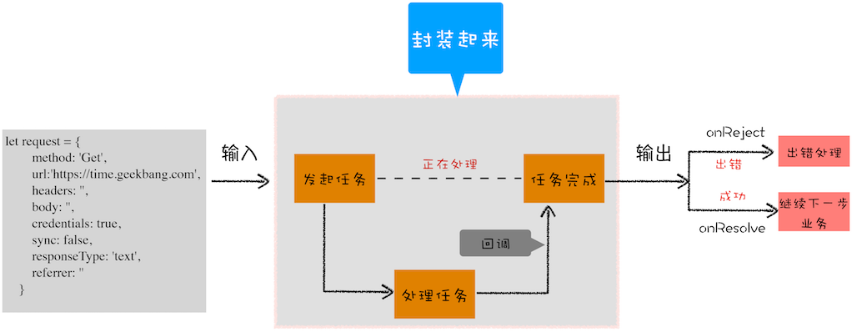 封装起来
let request = {
method: 'Get',
url:'https://time.geekbang.com',
headers: '',
body: '',
credentials: true,
sync: false,
responseType: 'text',
referrer: ''
}
输入
发起任务
正在处理
任务完成
回调
处理任务
输出
onReject
出错
出错处理
成功
onResolve
继续下一步
业务